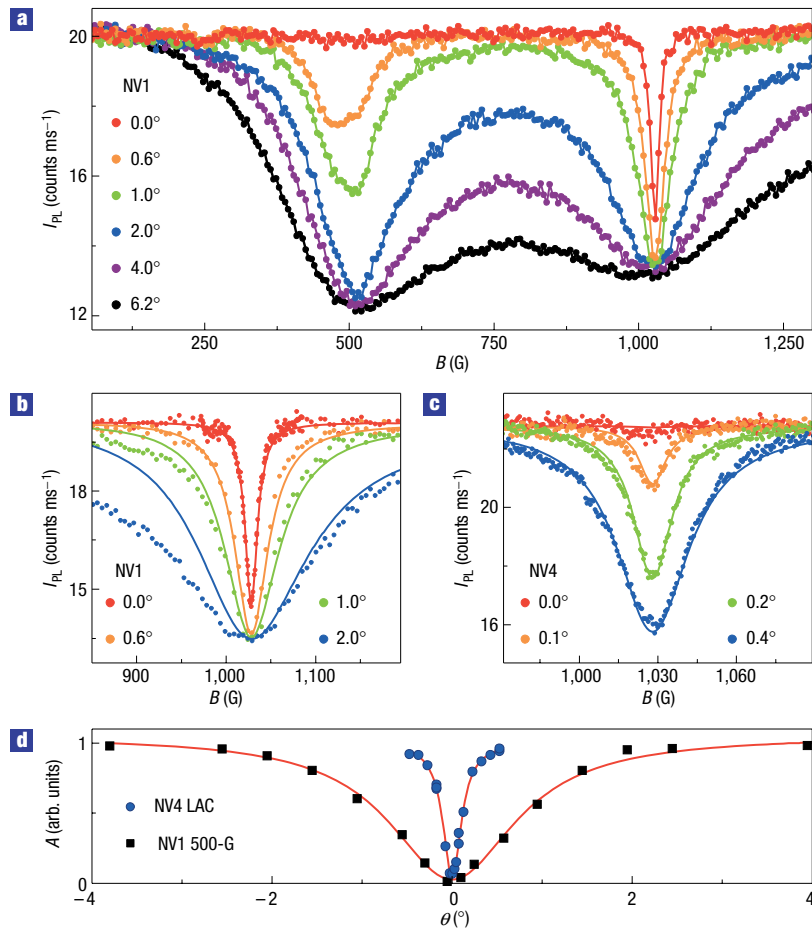 a
20
16
12
I_PL (counts ms⁻¹)
NV1
0.0°
0.6°
1.0°
2.0°
4.0°
6.2°
250 500 750 1,000 1,250
B (G)
b
18
15
I_PL (counts ms⁻¹)
NV1
0.0° 1.0°
0.6° 2.0°
900 1,000 1,100
B (G)
c
22
16
I_PL (counts ms⁻¹)
NV4
0.0° 0.2°
0.1° 0.4°
1,000 1,030 1,060
B (G)
d
1
0
A (arb. units)
NV4 LAC
NV1 500-G
−4 −2 0 2 4
θ (°)